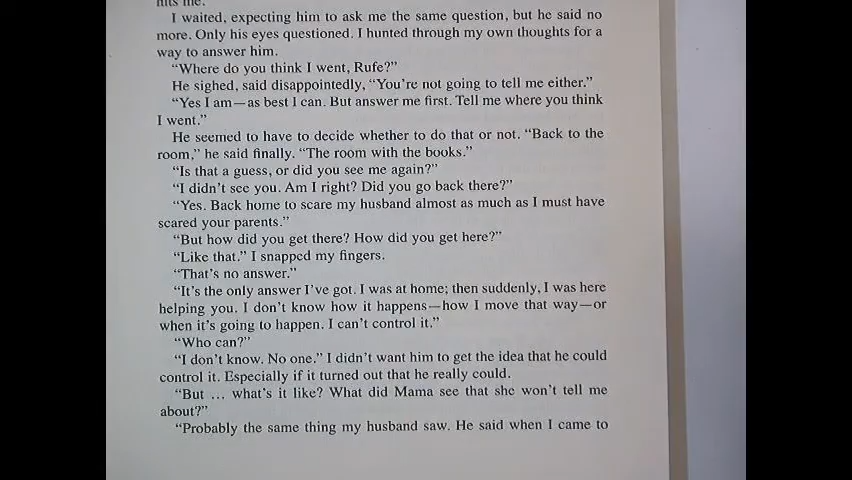 hits me.
I waited, expecting him to ask me the same question, but he said no
more. Only his eyes questioned. I hunted through my own thoughts for a
way to answer him.
“Where do you think I went, Rufe?”
He sighed, said disappointedly, “You’re not going to tell me either.”
“Yes I am—as best I can. But answer me first. Tell me where you think
I went.”
He seemed to have to decide whether to do that or not. “Back to the
room,” he said finally. “The room with the books.”
“Is that a guess, or did you see me again?”
“I didn’t see you. Am I right? Did you go back there?”
“Yes. Back home to scare my husband almost as much as I must have
scared your parents.”
“But how did you get there? How did you get here?”
“Like that.” I snapped my fingers.
“That’s no answer.”
“It’s the only answer I’ve got. I was at home; then suddenly, I was here
helping you. I don’t know how it happens—how I move that way—or
when it’s going to happen. I can’t control it.”
“Who can?”
“I don’t know. No one.” I didn’t want him to get the idea that he could
control it. Especially if it turned out that he really could.
“But ... what’s it like? What did Mama see that she won’t tell me
about?”
“Probably the same thing my husband saw. He said when I came to